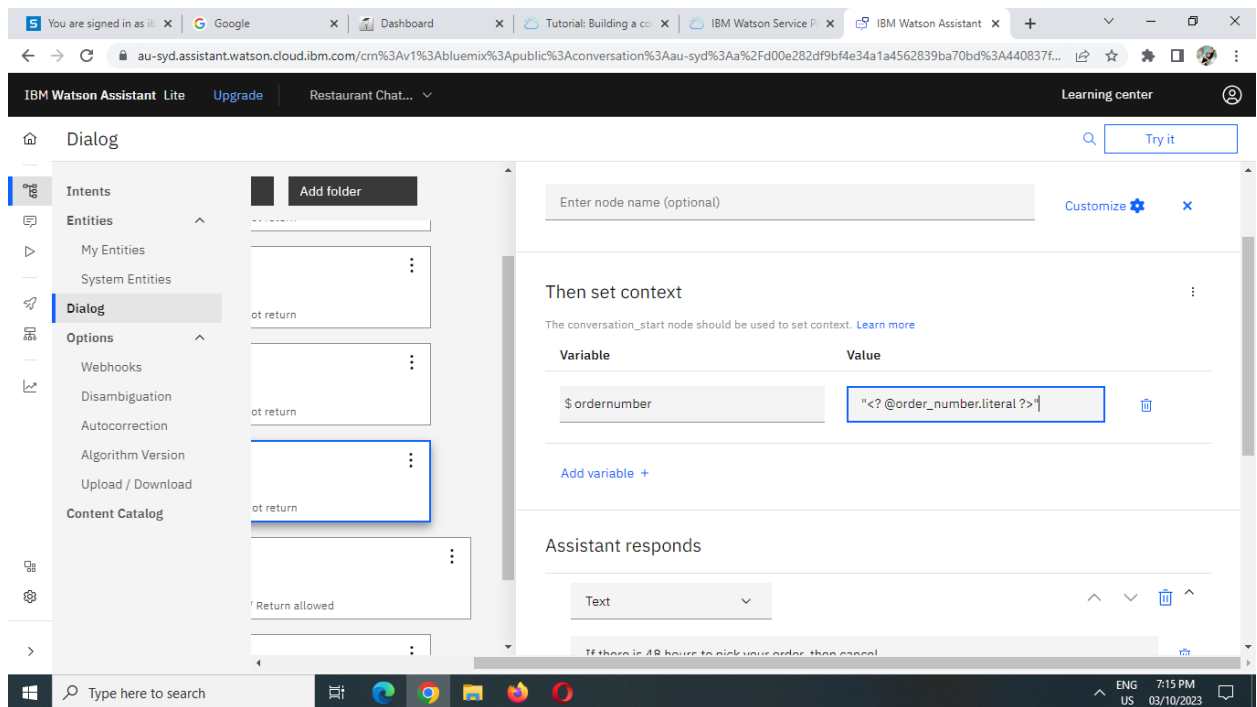 You are signed in as ib
Google
Dashboard
Tutorial: Building a co
IBM Watson Service P
IBM Watson Assistant
au-syd.assistant.watson.cloud.ibm.com/crn%3Av1%3Abluemix%3Apublic%3Aconversation%3Aau-syd%3Aa%2Fd00e282df9bf4e34a1a4562839ba70bd%3A440837f...
IBM Watson Assistant Lite Upgrade Restaurant Chat... Learning center
Dialog Try it
Intents
Entities
My Entities
System Entities
Dialog
Options
Webhooks
Disambiguation
Autocorrection
Algorithm Version
Upload / Download
Content Catalog
Add folder
ot return
ot return
ot return
/ Return allowed
Enter node name (optional) Customize
Then set context
The conversation_start node should be used to set context. Learn more
Variable Value
$ ordernumber "<? @order_number.literal ?>"
Add variable +
Assistant responds
Text
If there is 48 hours to pick your order, then cancel
Type here to search
ENG 7:15 PM
US 03/10/2023